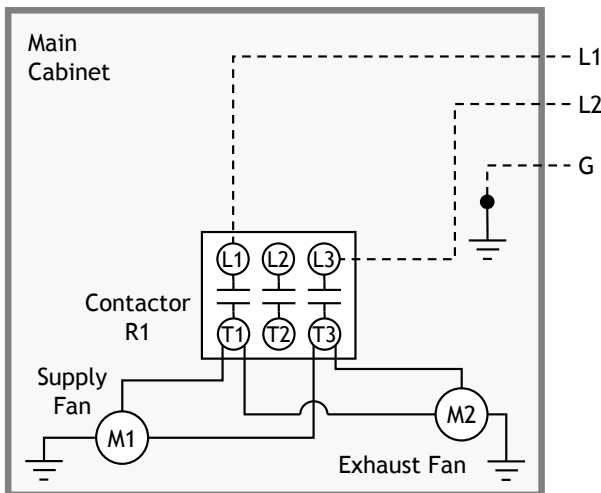 Main
Cabinet
L1
L2
G
L1
L2
L3
Contactor
R1
T1
T2
T3
Supply
Fan
M1
M2
Exhaust Fan